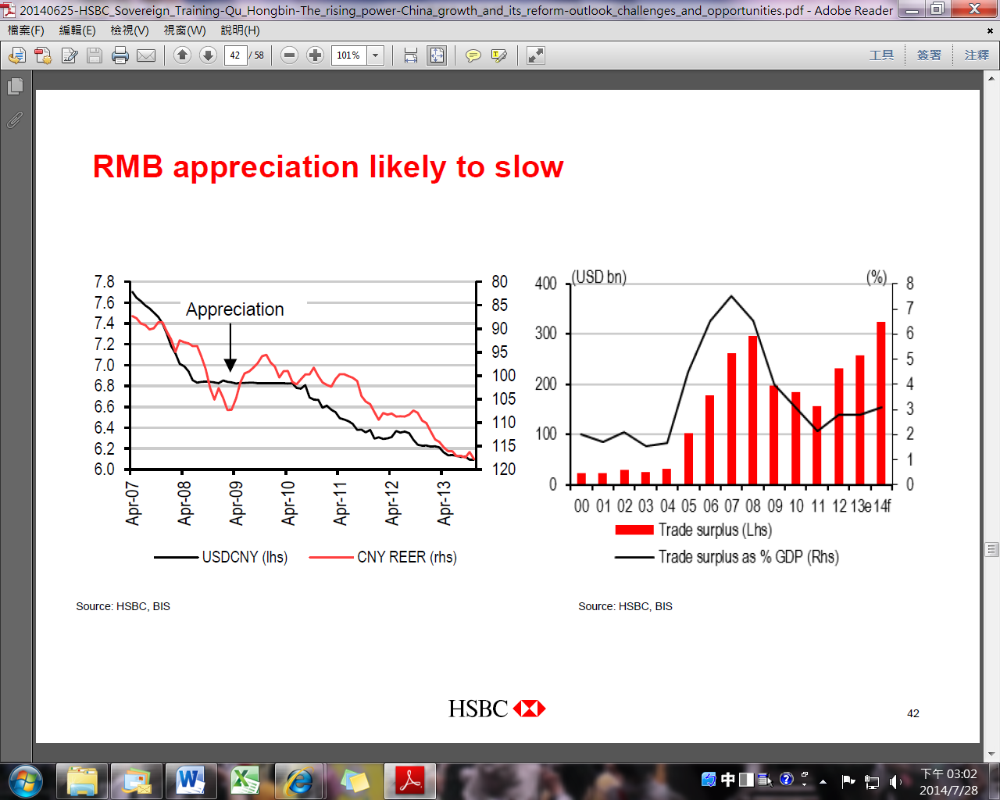 20140625-HSBC_Sovereign_Training-Qu_Hongbin-The_rising_power-China_growth_and_its_reform-outlook_challenges_and_opportunities.pdf - Adobe Reader
檔案(F) 編輯(E) 檢視(V) 視窗(W) 說明(H)
42 / 58 101% 工具 簽署 注釋
RMB appreciation likely to slow
7.8
7.6
7.4
7.2
7.0
6.8
6.6
6.4
6.2
6.0
Appreciation
80
85
90
95
100
105
110
115
120
Apr-07 Apr-08 Apr-09 Apr-10 Apr-11 Apr-12 Apr-13
USDCNY (lhs) CNY REER (rhs)
Source: HSBC, BIS
(USD bn) (%)
400
300
200
100
0
8
7
6
5
4
3
2
1
0
00 01 02 03 04 05 06 07 08 09 10 11 12 13e 14f
Trade surplus (Lhs)
Trade surplus as % GDP (Rhs)
Source: HSBC, BIS
HSBC
42
中
下午 03:02
2014/7/28